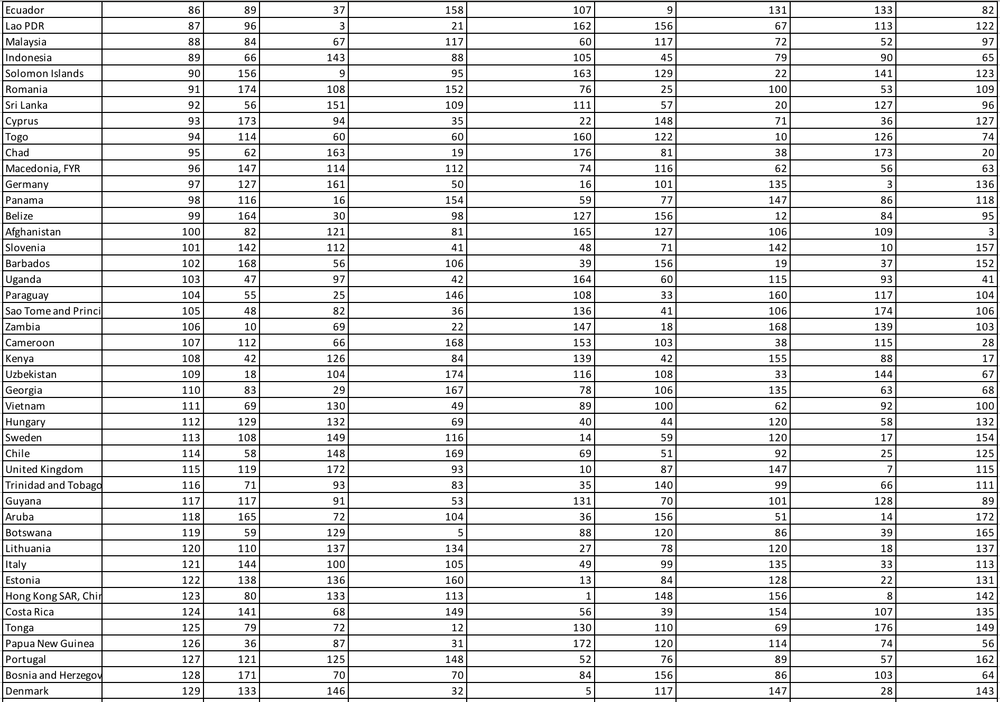 Ecuador 86 89 37 158 107 9 131 133 82
Lao PDR 87 96 3 21 162 156 67 113 122
Malaysia 88 84 67 117 60 117 72 52 97
Indonesia 89 66 143 88 105 45 79 90 65
Solomon Islands 90 156 9 95 163 129 22 141 123
Romania 91 174 108 152 76 25 100 53 109
Sri Lanka 92 56 151 109 111 57 20 127 96
Cyprus 93 173 94 35 22 148 71 36 127
Togo 94 114 60 60 160 122 10 126 74
Chad 95 62 163 19 176 81 38 173 20
Macedonia, FYR 96 147 114 112 74 116 62 56 63
Germany 97 127 161 50 16 101 135 3 136
Panama 98 116 16 154 59 77 147 86 118
Belize 99 164 30 98 127 156 12 84 95
Afghanistan 100 82 121 81 165 127 106 109 3
Slovenia 101 142 112 41 48 71 142 10 157
Barbados 102 168 56 106 39 156 19 37 152
Uganda 103 47 97 42 164 60 115 93 41
Paraguay 104 55 25 146 108 33 160 117 104
Sao Tome and Princi 105 48 82 36 136 41 106 174 106
Zambia 106 10 69 22 147 18 168 139 103
Cameroon 107 112 66 168 153 103 38 115 28
Kenya 108 42 126 84 139 42 155 88 17
Uzbekistan 109 18 104 174 116 108 33 144 67
Georgia 110 83 29 167 78 106 135 63 68
Vietnam 111 69 130 49 89 100 62 92 100
Hungary 112 129 132 69 40 44 120 58 132
Sweden 113 108 149 116 14 59 120 17 154
Chile 114 58 148 169 69 51 92 25 125
United Kingdom 115 119 172 93 10 87 147 7 115
Trinidad and Tobago 116 71 93 83 35 140 99 66 111
Guyana 117 117 91 53 131 70 101 128 89
Aruba 118 165 72 104 36 156 51 14 172
Botswana 119 59 129 5 88 120 86 39 165
Lithuania 120 110 137 134 27 78 120 18 137
Italy 121 144 100 105 49 99 135 33 113
Estonia 122 138 136 160 13 84 128 22 131
Hong Kong SAR, Chin 123 80 133 113 1 148 156 8 142
Costa Rica 124 141 68 149 56 39 154 107 135
Tonga 125 79 72 12 130 110 69 176 149
Papua New Guinea 126 36 87 31 172 120 114 74 56
Portugal 127 121 125 148 52 76 89 57 162
Bosnia and Herzegov 128 171 70 70 84 156 86 103 64
Denmark 129 133 146 32 5 117 147 28 143